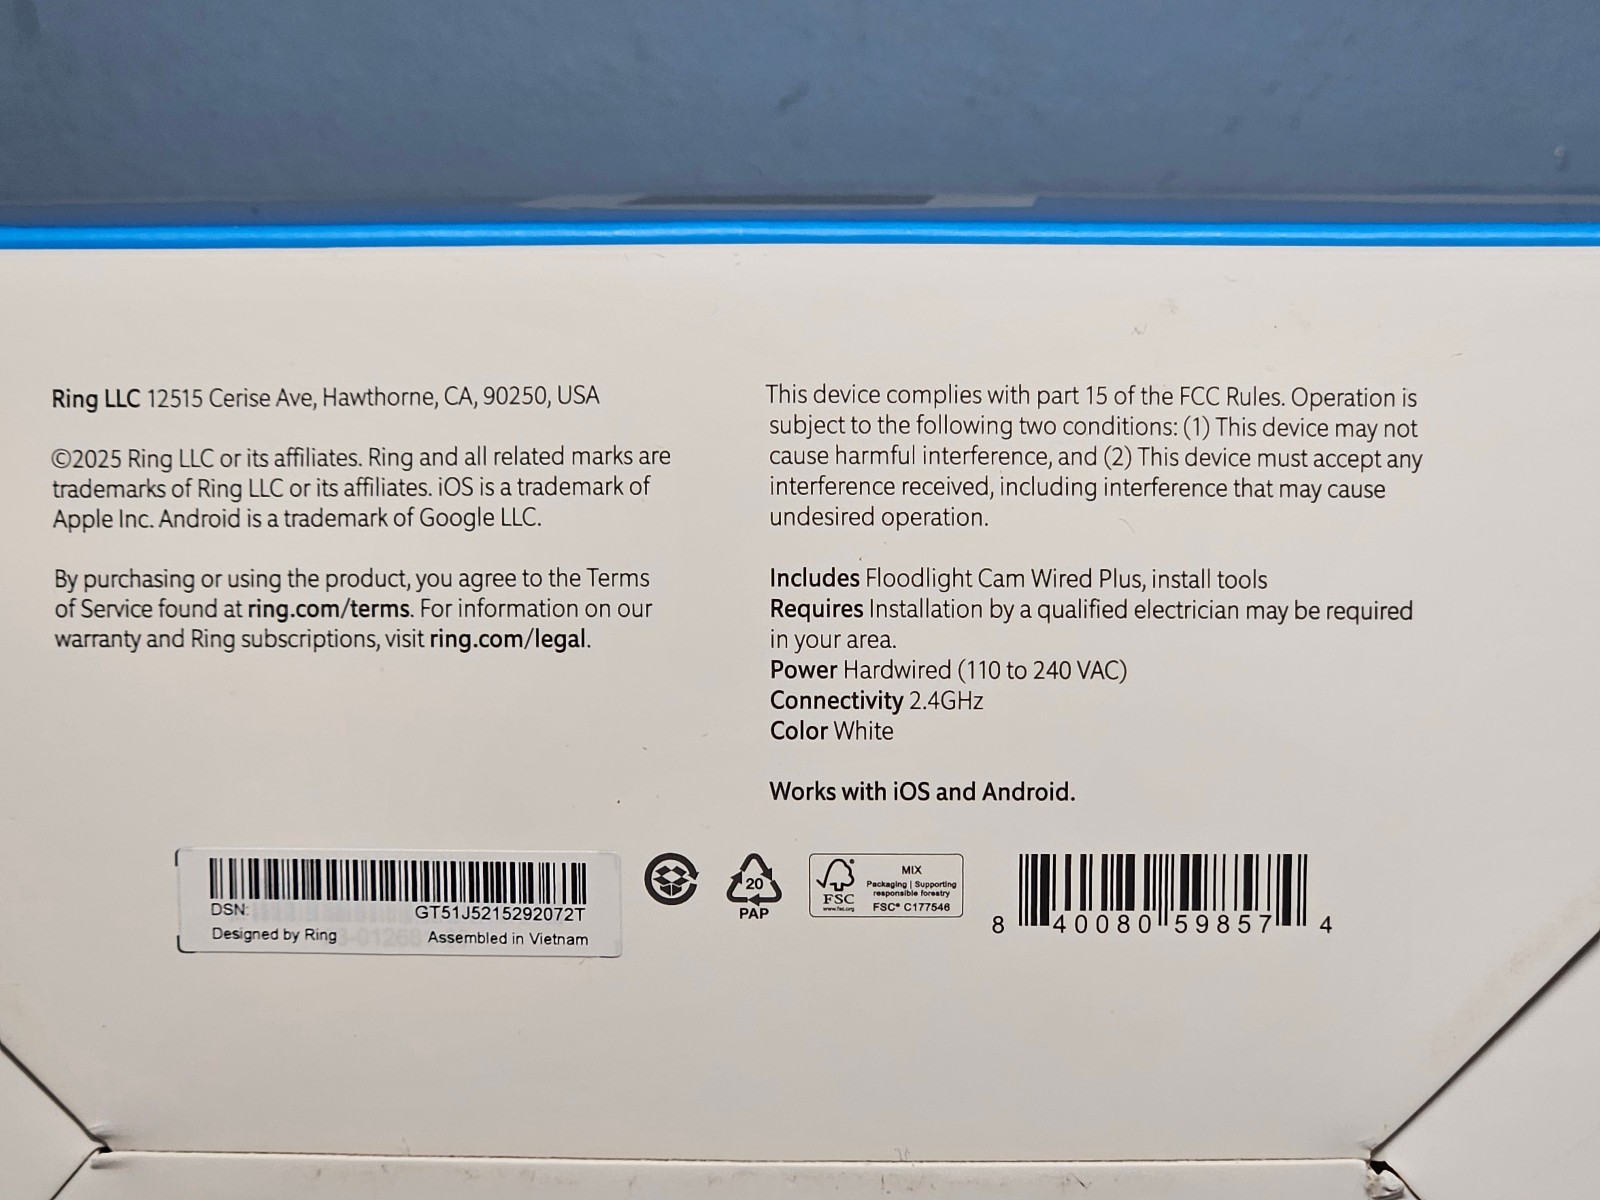 Ring LLC 12515 Cerise Ave, Hawthorne, CA, 90250, USA
©2025 Ring LLC or its affiliates. Ring and all related marks are
trademarks of Ring LLC or its affiliates. iOS is a trademark of
Apple Inc. Android is a trademark of Google LLC.
By purchasing or using the product, you agree to the Terms
of Service found at ring.com/terms. For information on our
warranty and Ring subscriptions, visit ring.com/legal.
This device complies with part 15 of the FCC Rules. Operation is
subject to the following two conditions: (1) This device may not
cause harmful interference, and (2) This device must accept any
interference received, including interference that may cause
undesired operation.
Includes Floodlight Cam Wired Plus, install tools
Requires Installation by a qualified electrician may be required
in your area.
Power Hardwired (110 to 240 VAC)
Connectivity 2.4GHz
Color White
Works with iOS and Android.
DSN: GT51J5215292072T
Designed by Ring Assembled in Vietnam
20
PAP
FSC
www.fsc.org
MIX
Packaging | Supporting
responsible forestry
FSC® C177546
8 40080 59857 4